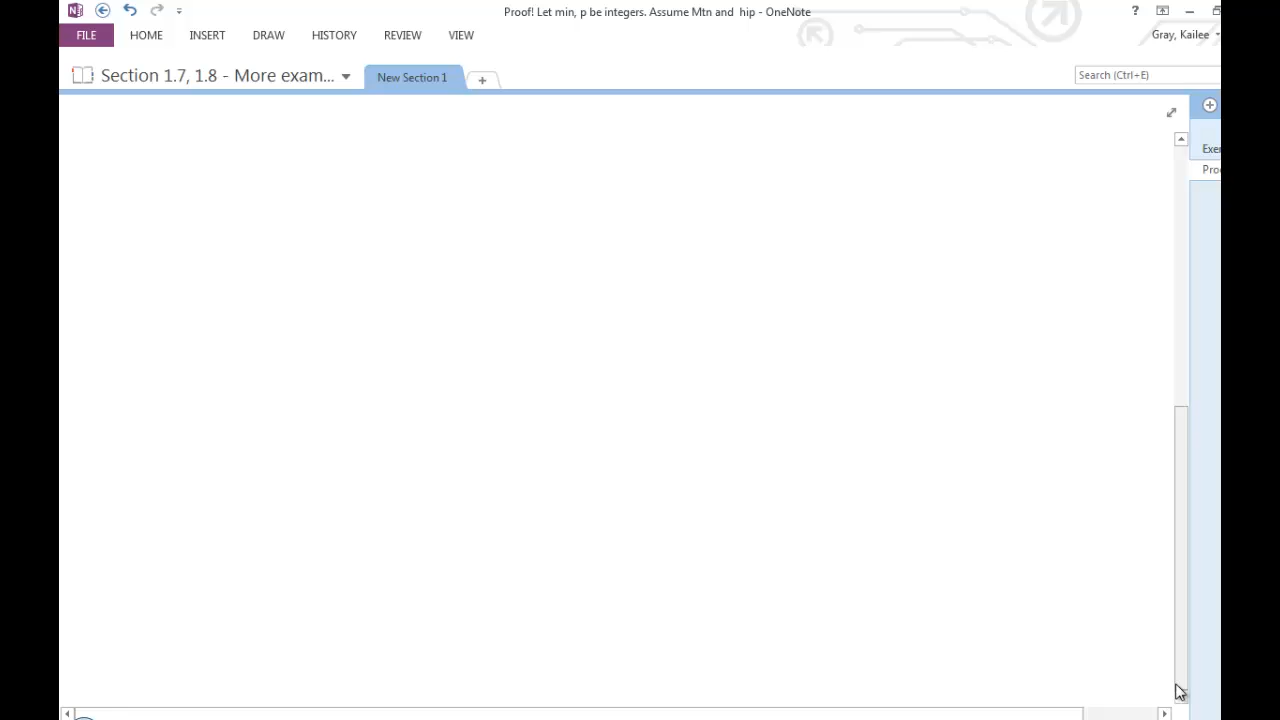 Proof! Let min, p be integers. Assume Mtn and hip - OneNote
?
Gray, Kailee
FILE HOME INSERT DRAW HISTORY REVIEW VIEW
Section 1.7, 1.8 - More exam...
New Section 1
+
Search (Ctrl+E)
Exer
Proo